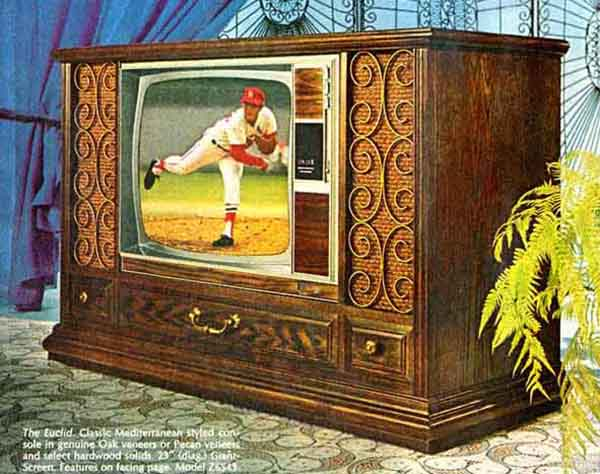 The Euclid. Classic Mediterranean styled con-
sole in genuine Oak veneers or Pecan veneers
and select hardwood solids. 23" (diag.) Giant-
Screen. Features on facing page. Model Z6543